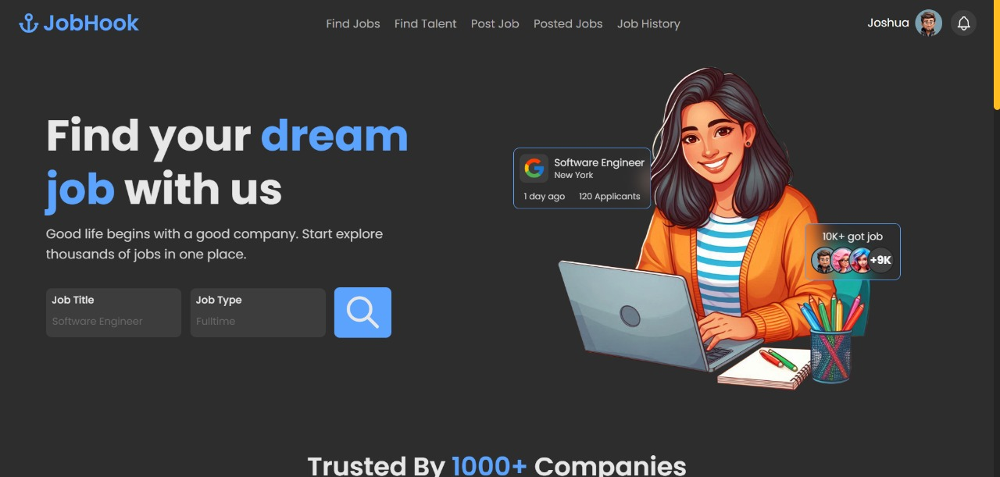 JobHook
Find Jobs Find Talent Post Job Posted Jobs Job History
Joshua
Find your dream
job with us
Good life begins with a good company. Start explore
thousands of jobs in one place.
Job Title
Software Engineer
Job Type
Fulltime
Software Engineer
New York
1 day ago 120 Applicants
10K+ got job
+9K
Trusted By 1000+ Companies